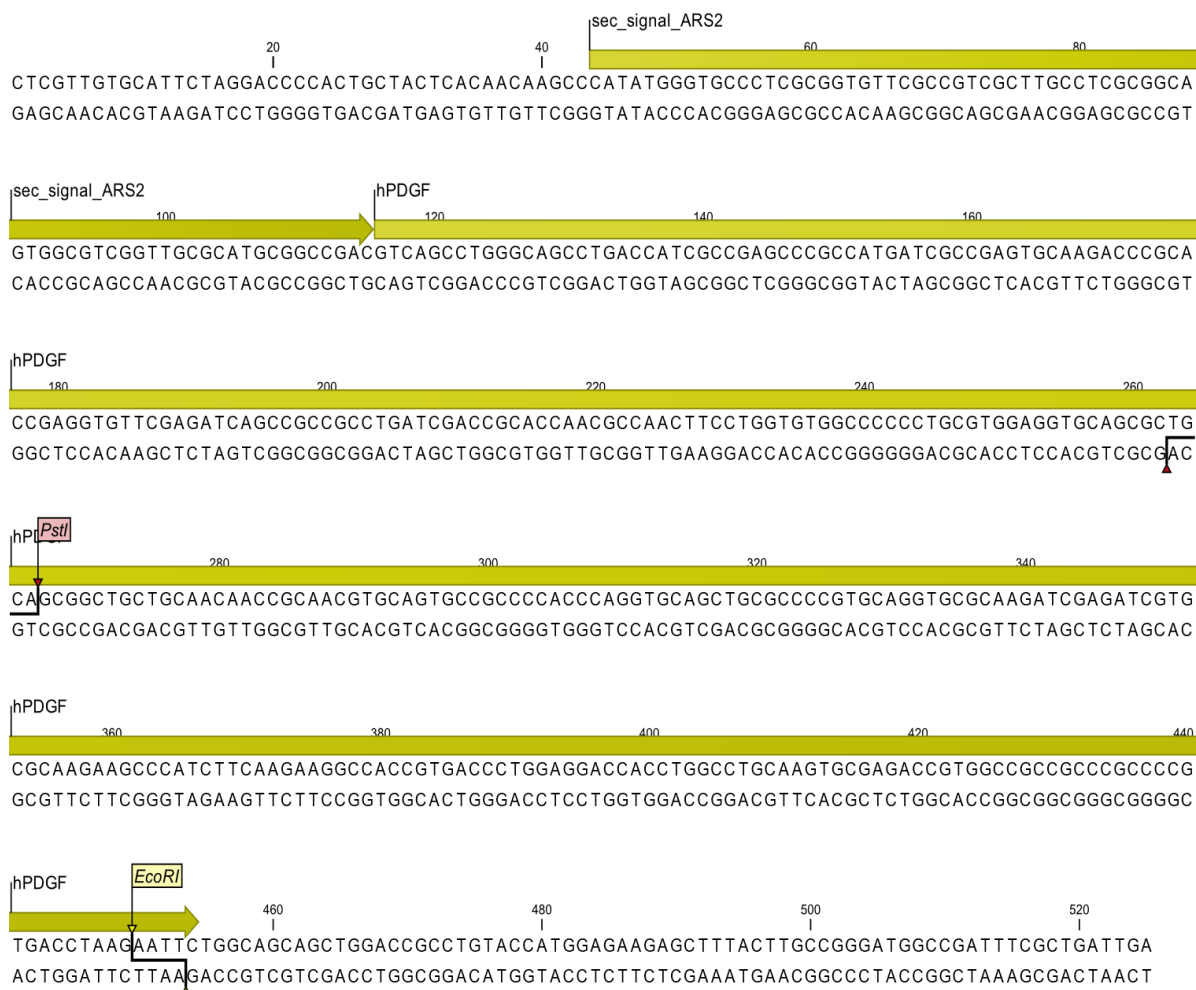 sec_signal_ARS2
20 40 60 80
CTCGTTGTGCATTCTAGGACCCCACTGCTACTCACAACAAGCCCATATGGGTGCCCTCGCGGTGTTCGCCGTCGCTTGCCTCGCGGCA
GAGCAACACGTAAGATCCTGGGGTGACGATGAGTGTTGTTCGGGTATACCCACGGGAGCGCCACAAGCGGCAGCGAACGGAGCGCCGT
sec_signal_ARS2 hPDGF
100 120 140 160
GTGGCGTCGGTTGCGCATGCGGCCGACGTCAGCCTGGGCAGCCTGACCATCGCCGAGCCCGCCATGATCGCCGAGTGCAAGACCCGCA
CACCGCAGCCAACGCGTACGCCGGCTGCAGTCGGACCCGTCGGACTGGTAGCGGCTCGGGCGGTACTAGCGGCTCACGTTCTGGGCGT
hPDGF
180 200 220 240 260
CCGAGGTGTTCGAGATCAGCCGCCGCCTGATCGACCGCACCAACGCCAACTTCCTGGTGTGGCCCCCCTGCGTGGAGGTGCAGCGCTG
GGCTCCACAAGCTCTAGTCGGCGGCGGACTAGCTGGCGTGGTTGCGGTTGAAGGACCACACCGGGGGGACGCACCTCCACGTCGCGAC
PstI
280 300 320 340
CAGCGGCTGCTGCAACAACCGCAACGTGCAGTGCCGCCCCACCCAGGTGCAGCTGCGCCCCGTGCAGGTGCGCAAGATCGAGATCGTG
GTCGCCGACGACGTTGTTGGCGTTGCACGTCACGGCGGGGTGGGTCCACGTCGACGCGGGGCACGTCCACGCGTTCTAGCTCTAGCAC
hPDGF
360 380 400 420 440
CGCAAGAAGCCCATCTTCAAGAAGGCCACCGTGACCCTGGAGGACCACCTGGCCTGCAAGTGCGAGACCGTGGCCGCCGCCCGCCCCG
GCGTTCTTCGGGTAGAAGTTCTTCCGGTGGCACTGGGACCTCCTGGTGGACCGGACGTTCACGCTCTGGCACCGGCGGCGGGCGGGGC
hPDGF EcoRI
460 480 500 520
TGACCTAAGAATTCTGGCAGCAGCTGGACCGCCTGTACCATGGAGAAGAGCTTTACTTGCCGGGATGGCCGATTTCGCTGATTGA
ACTGGATTCTTAAGACCGTCGTCGACCTGGCGGACATGGTACCTCTTCTCGAAATGAACGGCCCTACCGGCTAAAGCGACTAACT